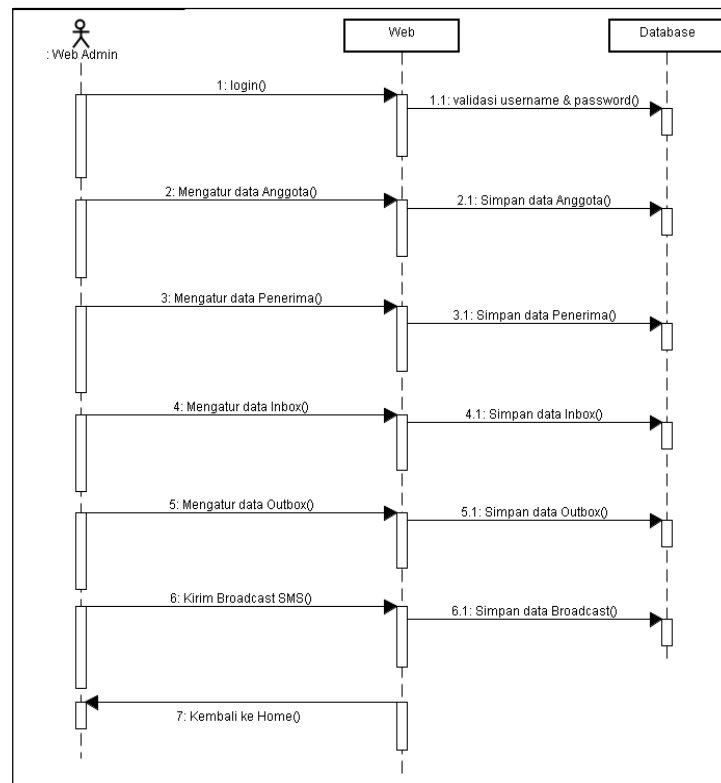 : Web Admin
Web
Database
1: login()
1.1: validasi username & password()
2: Mengatur data Anggota()
2.1: Simpan data Anggota()
3: Mengatur data Penerima()
3.1: Simpan data Penerima()
4: Mengatur data Inbox()
4.1: Simpan data Inbox()
5: Mengatur data Outbox()
5.1: Simpan data Outbox()
6: Kirim Broadcast SMS()
6.1: Simpan data Broadcast()
7: Kembali ke Home()